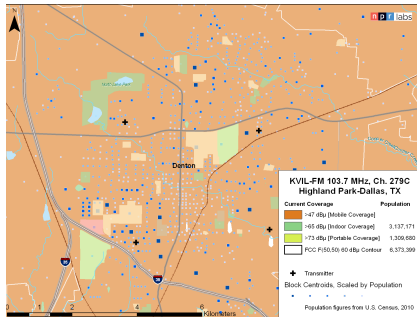 N
npr labs
Denton
35
35
0 2 4 6
Kilometers
KVIL-FM 103.7 MHz, Ch. 279C
Highland Park-Dallas, TX
Current Coverage Population
>47 dBµ [Mobile Coverage]
>65 dBµ [Indoor Coverage] 3,137,171
>73 dBµ [Portable Coverage] 1,309,680
FCC F(50,50) 60 dBµ Contour 6,373,399
Transmitter
Block Centroids, Scaled by Population
Population figures from U.S. Census, 2010